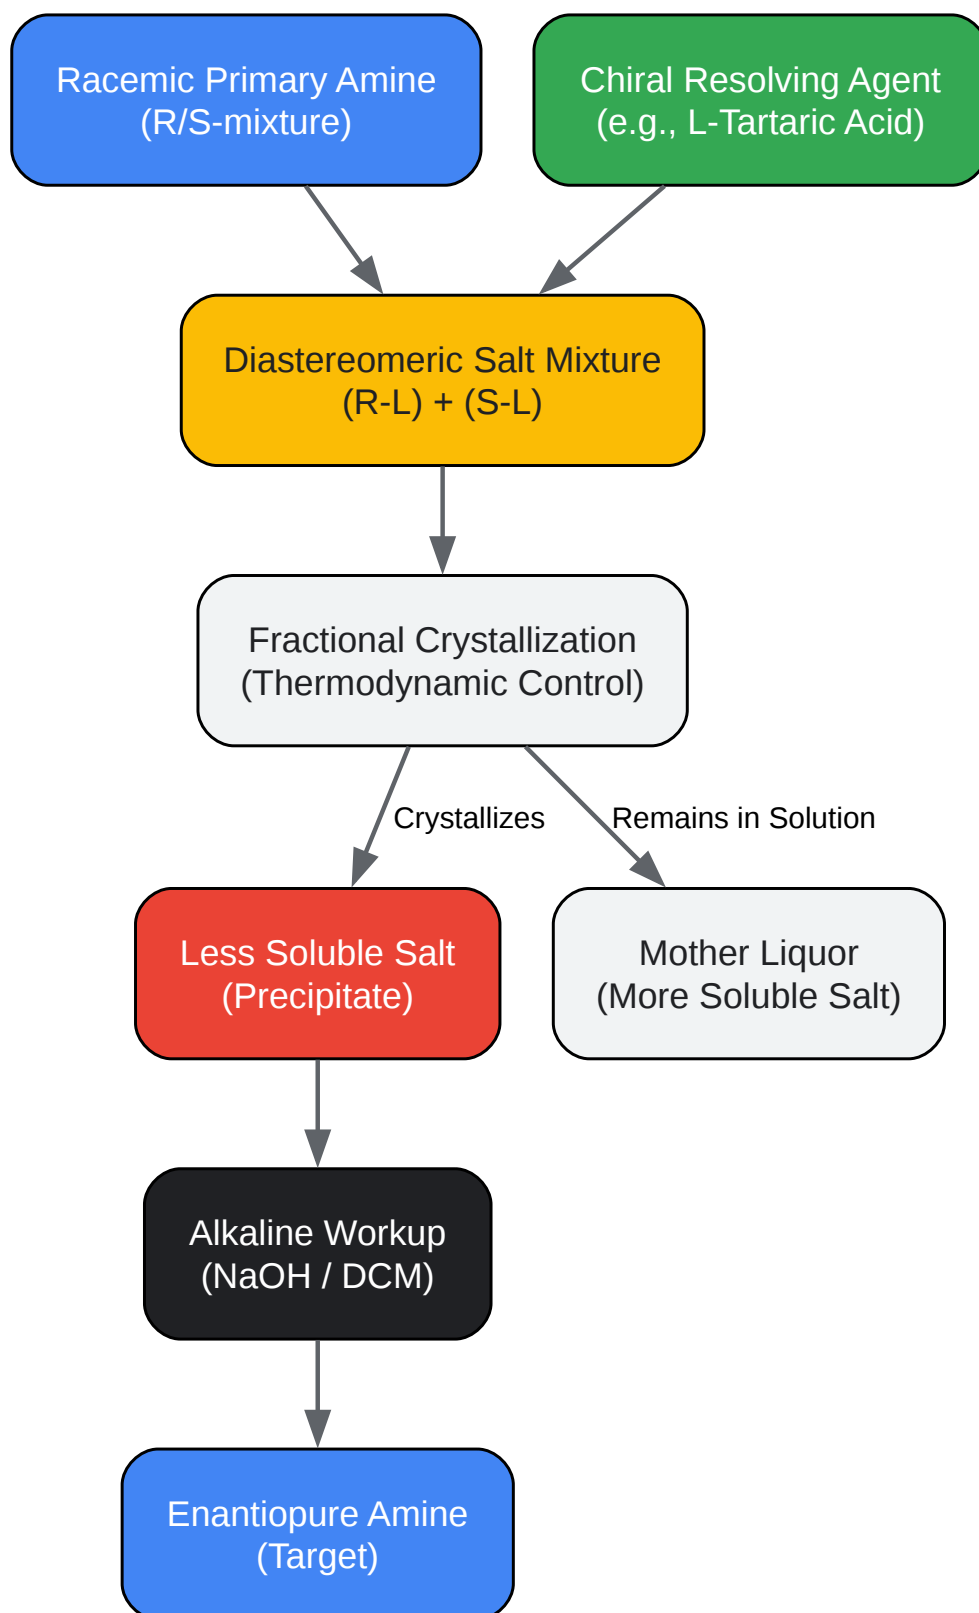 Racemic Primary Amine
(R/S-mixture)
Chiral Resolving Agent
(e.g., L-Tartaric Acid)
Diastereomeric Salt Mixture
(R-L) + (S-L)
Fractional Crystallization
(Thermodynamic Control)
Crystallizes
Remains in Solution
Less Soluble Salt
(Precipitate)
Mother Liquor
(More Soluble Salt)
Alkaline Workup
(NaOH / DCM)
Enantiopure Amine
(Target)